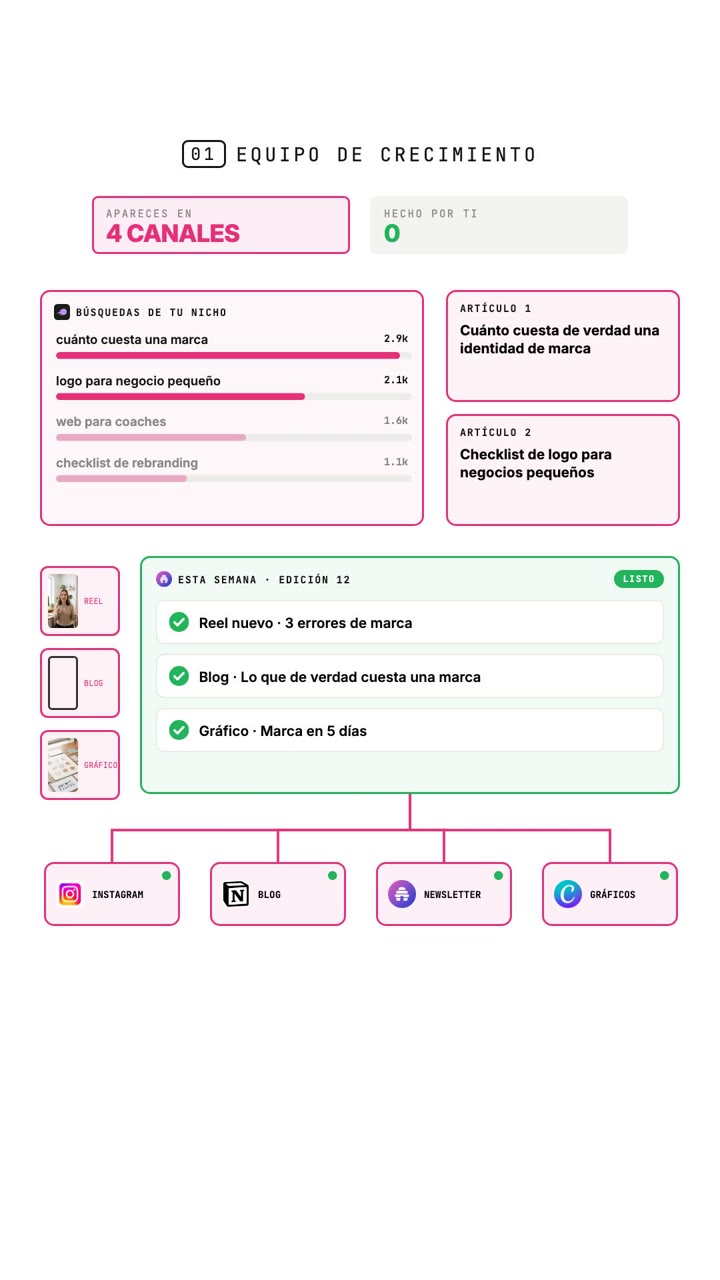 01 EQUIPO DE CRECIMIENTO
APARECES EN
4 CANALES
HECHO POR TI
0
BÚSQUEDAS DE TU NICHO
cuánto cuesta una marca 2.9k
logo para negocio pequeño 2.1k
web para coaches 1.6k
checklist de rebranding 1.1k
ARTÍCULO 1
Cuánto cuesta de verdad una
identidad de marca
ARTÍCULO 2
Checklist de logo para
negocios pequeños
REEL
BLOG
GRÁFICO
ESTA SEMANA · EDICIÓN 12
LISTO
Reel nuevo · 3 errores de marca
Blog · Lo que de verdad cuesta una marca
Gráfico · Marca en 5 días
INSTAGRAM
BLOG
NEWSLETTER
GRÁFICOS